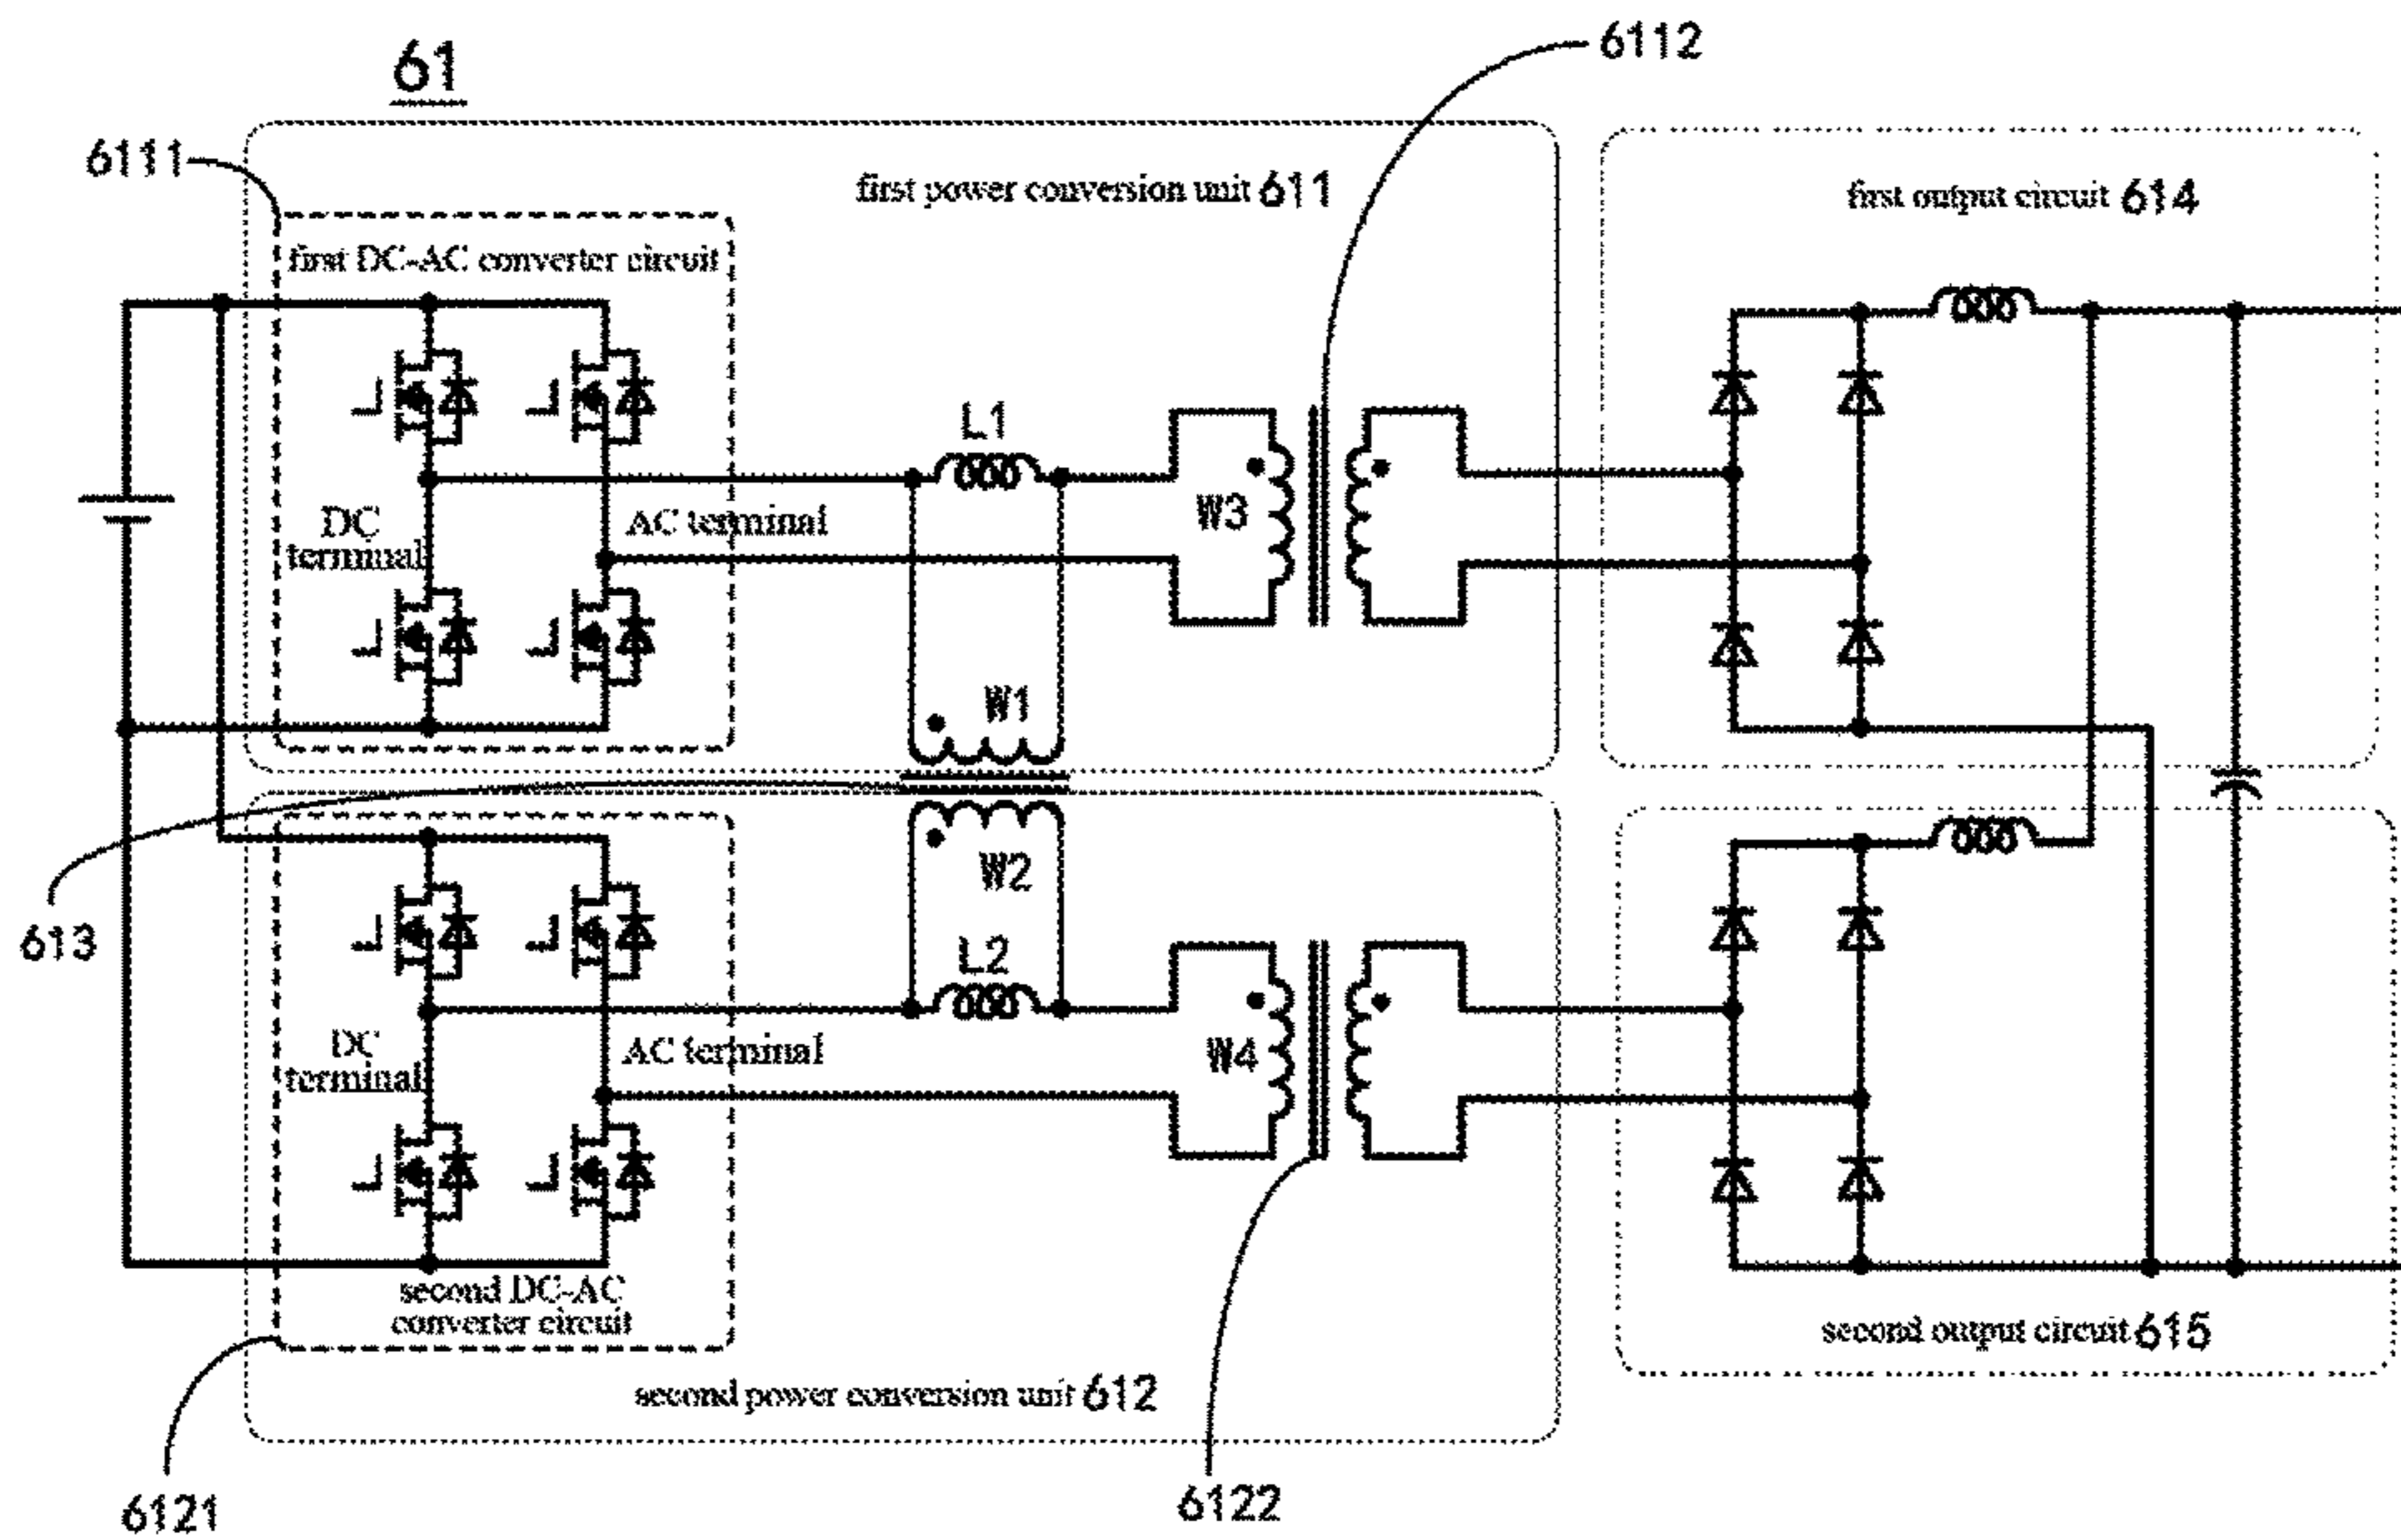 61
6112
6111
first power conversion unit 611
first output circuit 614
first DC-AC converter circuit
L1
DC
terminal
AC terminal
W3
W1
W2
613
L2
DC
terminal
AC terminal
W4
second DC-AC
converter circuit
second output circuit 615
second power conversion unit 612
6121
6122